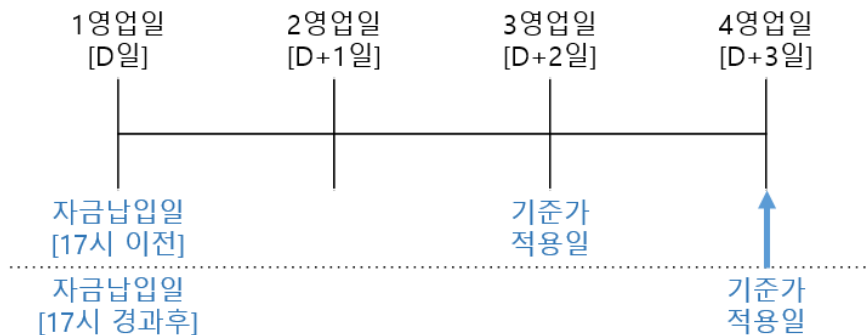 1영업일
[D일]
2영업일
[D+1일]
3영업일
[D+2일]
4영업일
[D+3일]
자금납입일
[17시 이전]
기준가
적용일
자금납입일
[17시 경과후]
기준가
적용일